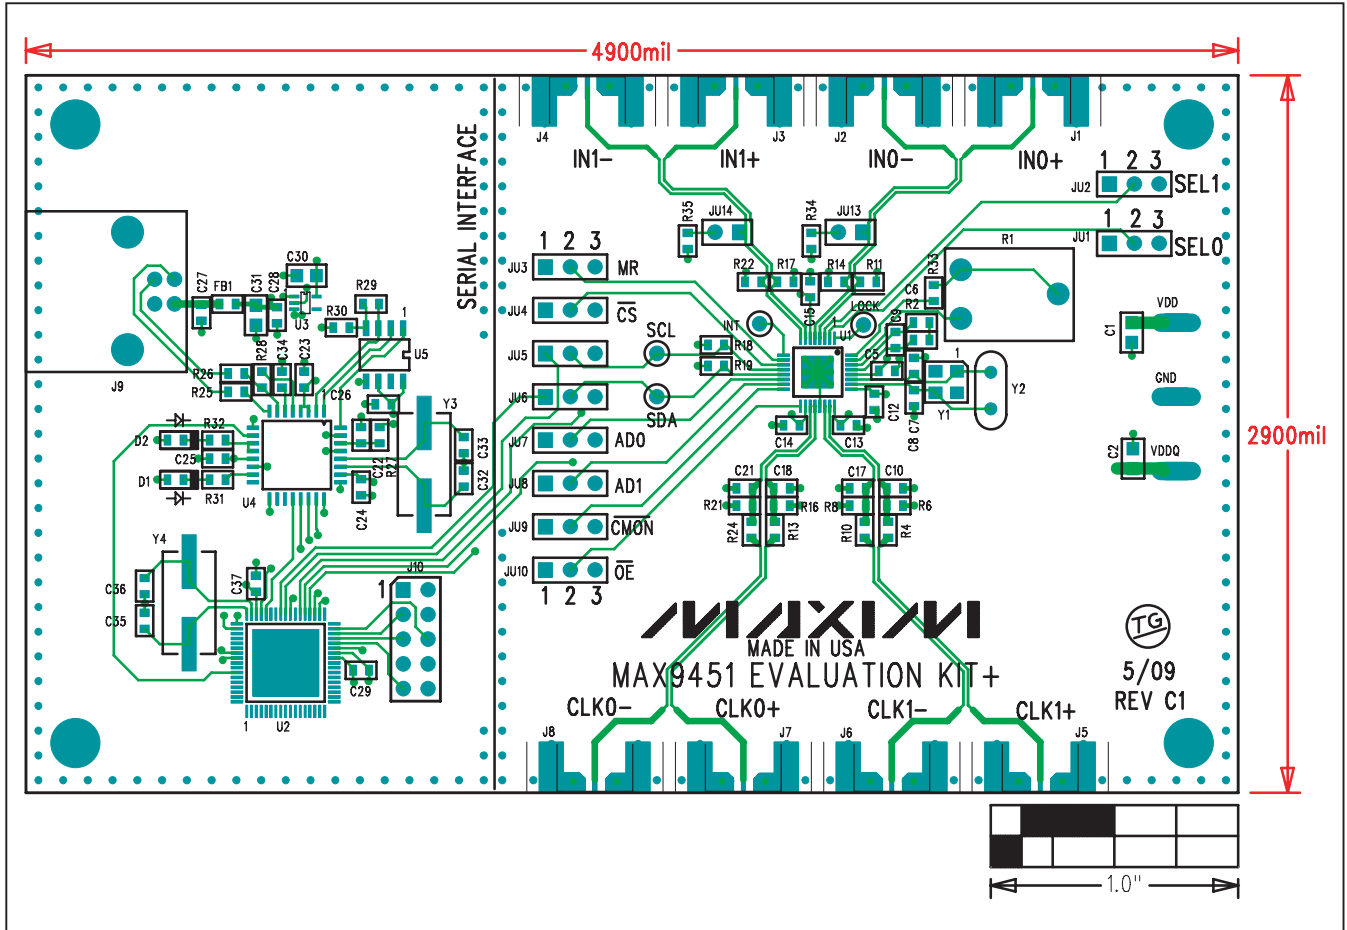 4900mil
J4
J3
J2
J1
IN1-
IN1+
IN0-
IN0+
SERIAL INTERFACE
1 2 3
JU2
SEL1
1 2 3
JU1
SEL0
R35
JU14
R34
JU13
R1
1 2 3
JU3
MR
JU4
CS
JU5
SCL
JU6
SDA
JU7
AD0
JU8
AD1
JU9
CMON
JU10
OE
1 2 3
R22
R17
R14
R11
C15
INT
LOCK
1
U1
R18
R19
R33
C6
R2
C9
C5
1
Y1
Y2
C12
C7
C8
C14
C13
C1
VDD
GND
C2
VDDQ
2900mil
C27
FB1
C31
C28
C30
U3
R29
R30
1
U5
J9
R26
R25
R28
C34
C23
1
C26
Y3
D2
R32
C25
D1
R31
U4
C22
R27
C24
C33
C32
Y4
C36
C35
C37
J10
1
C29
1
U2
C21
C18
R21
R16
R24
R13
C17
C10
R8
R6
R10
R4
MAXIM
MADE IN USA
MAX9451 EVALUATION KIT+
TG
5/09
REV C1
CLK0-
CLK0+
CLK1-
CLK1+
J8
J7
J6
J5
1.0"